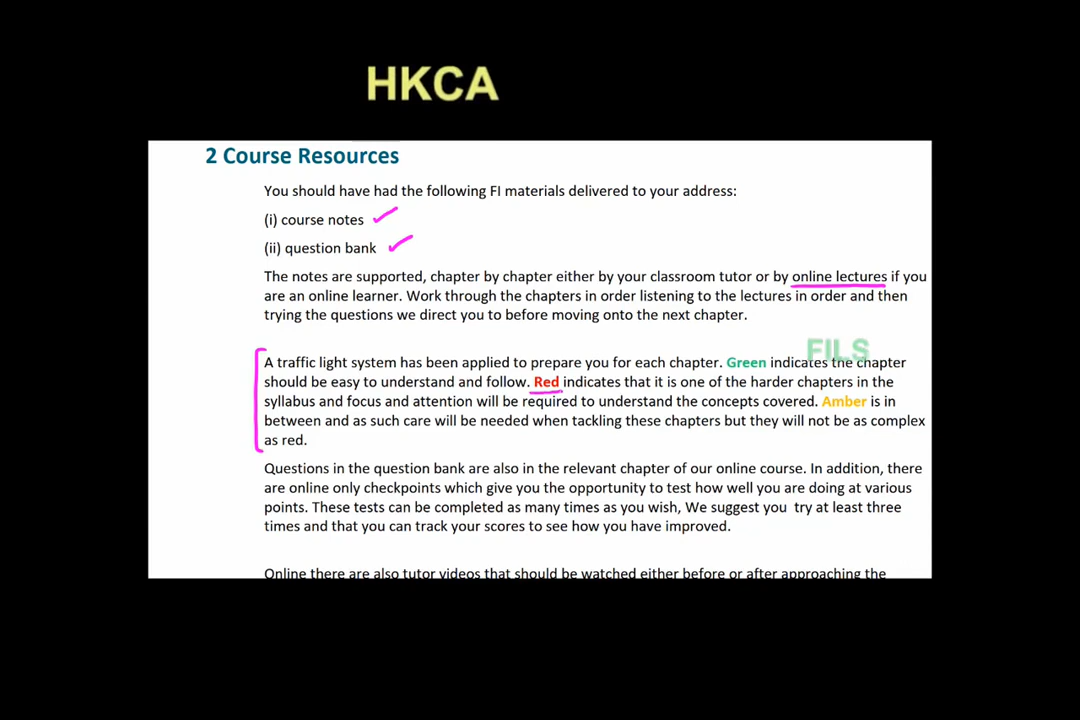 HKCA
2 Course Resources
You should have had the following FI materials delivered to your address:
(i) course notes
(ii) question bank
The notes are supported, chapter by chapter either by your classroom tutor or by online lectures if you
are an online learner. Work through the chapters in order listening to the lectures in order and then
trying the questions we direct you to before moving onto the next chapter.
FILS
A traffic light system has been applied to prepare you for each chapter. Green indicates the chapter
should be easy to understand and follow. Red indicates that it is one of the harder chapters in the
syllabus and focus and attention will be required to understand the concepts covered. Amber is in
between and as such care will be needed when tackling these chapters but they will not be as complex
as red.
Questions in the question bank are also in the relevant chapter of our online course. In addition, there
are online only checkpoints which give you the opportunity to test how well you are doing at various
points. These tests can be completed as many times as you wish, We suggest you try at least three
times and that you can track your scores to see how you have improved.
Online there are also tutor videos that should be watched either before or after approaching the